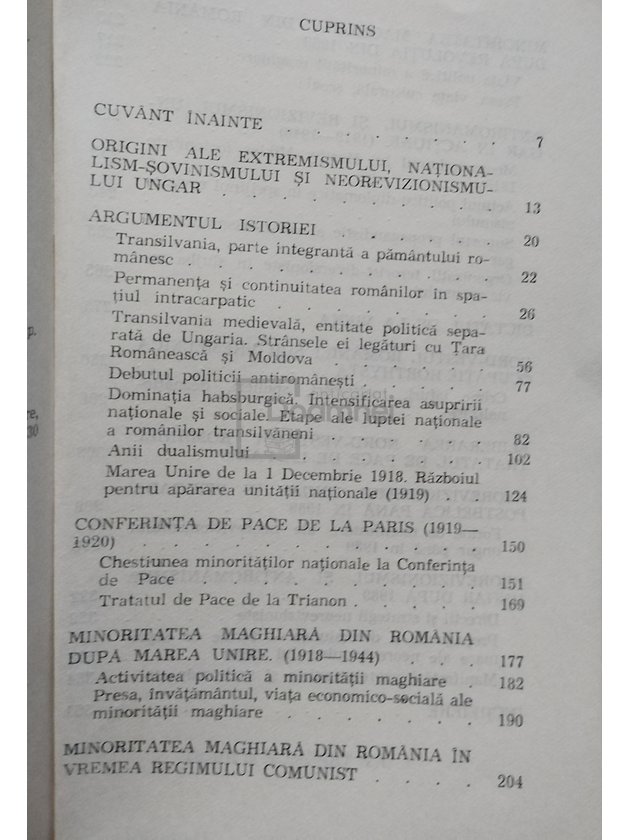 CUPRINS
CUVÂNT ÎNAINTE . . . . . . . . 7
ORIGINI ALE EXTREMISMULUI, NAȚIONA-
LISM-ȘOVINISMULUI ȘI NEOREVIZIONISMU-
LUI UNGAR . . . . . . . . . . 13
ARGUMENTUL ISTORIEI . . . . . . 20
Transilvania, parte integrantă a pământului ro-
mânesc . . . . . . . . . . . 22
Permanența și continuitatea românilor în spa-
țiul intracarpatic . . . . . . . . 26
Transilvania medievală, entitate politică sepa-
rată de Ungaria. Strânsele ei legături cu Țara
Românească și Moldova . . . . . . 56
Debutul politicii antiromânești . . . . . 77
Dominația habsburgică. Intensificarea asupririi
naționale și sociale. Etape ale luptei naționale
a românilor transilvăneni . . . . . . 82
Anii dualismului . . . . . . . . 102
Marea Unire de la 1 Decembrie 1918. Războiul
pentru apărarea unității naționale (1919) . 124
CONFERINȚA DE PACE DE LA PARIS (1919—
1920) . . . . . . . . . . . . 150
Chestiunea minorităților naționale la Conferința
de Pace . . . . . . . . . . 151
Tratatul de Pace de la Trianon . . . . . 169
MINORITATEA MAGHIARĂ DIN ROMÂNIA
DUPĂ MAREA UNIRE. (1918—1944) . . . 177
Activitatea politică a minorității maghiare . 182
Presa, învățământul, viața economico-socială ale
minorității maghiare . . . . . . . 190
MINORITATEA MAGHIARĂ DIN ROMÂNIA ÎN
VREMEA REGIMULUI COMUNIST . . . . 204
p.
re,
30